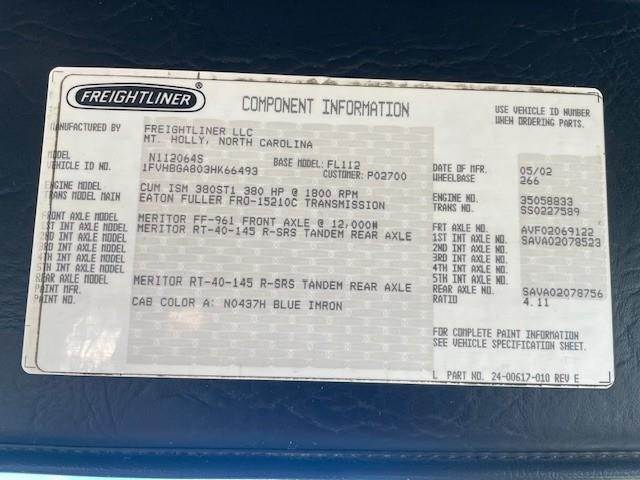 FREIGHTLINER
COMPONENT INFORMATION
USE VEHICLE ID NUMBER
WHEN ORDERING PARTS.
MANUFACTURED BY FREIGHTLINER LLC
MT. HOLLY, NORTH CAROLINA
MODEL N112064S BASE MODEL: FL112 DATE OF MFR. 05/02
VEHICLE ID NO. 1FVHBGA803HK66493 CUSTOMER: P02700 WHEELBASE 266
ENGINE MODEL CUM ISM 380ST1 380 HP @ 1800 RPM ENGINE NO. 35058833
TRANS MODEL MAIN EATON FULLER FRO-15210C TRANSMISSION TRANS NO. SS0227589
FRONT AXLE MODEL MERITOR FF-961 FRONT AXLE @ 12,000# FRT AXLE NO. AVF02069122
1ST INT AXLE MODEL MERITOR RT-40-145 R-SRS TANDEM REAR AXLE 1ST INT AXLE NO. SAVA02078523
2ND INT AXLE MODEL 2ND INT AXLE NO.
3RD INT AXLE MODEL 3RD INT AXLE NO.
4TH INT AXLE MODEL 4TH INT AXLE NO.
5TH INT AXLE MODEL 5TH INT AXLE NO.
REAR AXLE MODEL MERITOR RT-40-145 R-SRS TANDEM REAR AXLE REAR AXLE NO. SAVA02078756
PAINT MFR. RATIO 4.11
PAINT NO. CAB COLOR A: N0437H BLUE IMRON
FOR COMPLETE PAINT INFORMATION
SEE VEHICLE SPECIFICATION SHEET.
PART NO. 24-00617-010 REV E